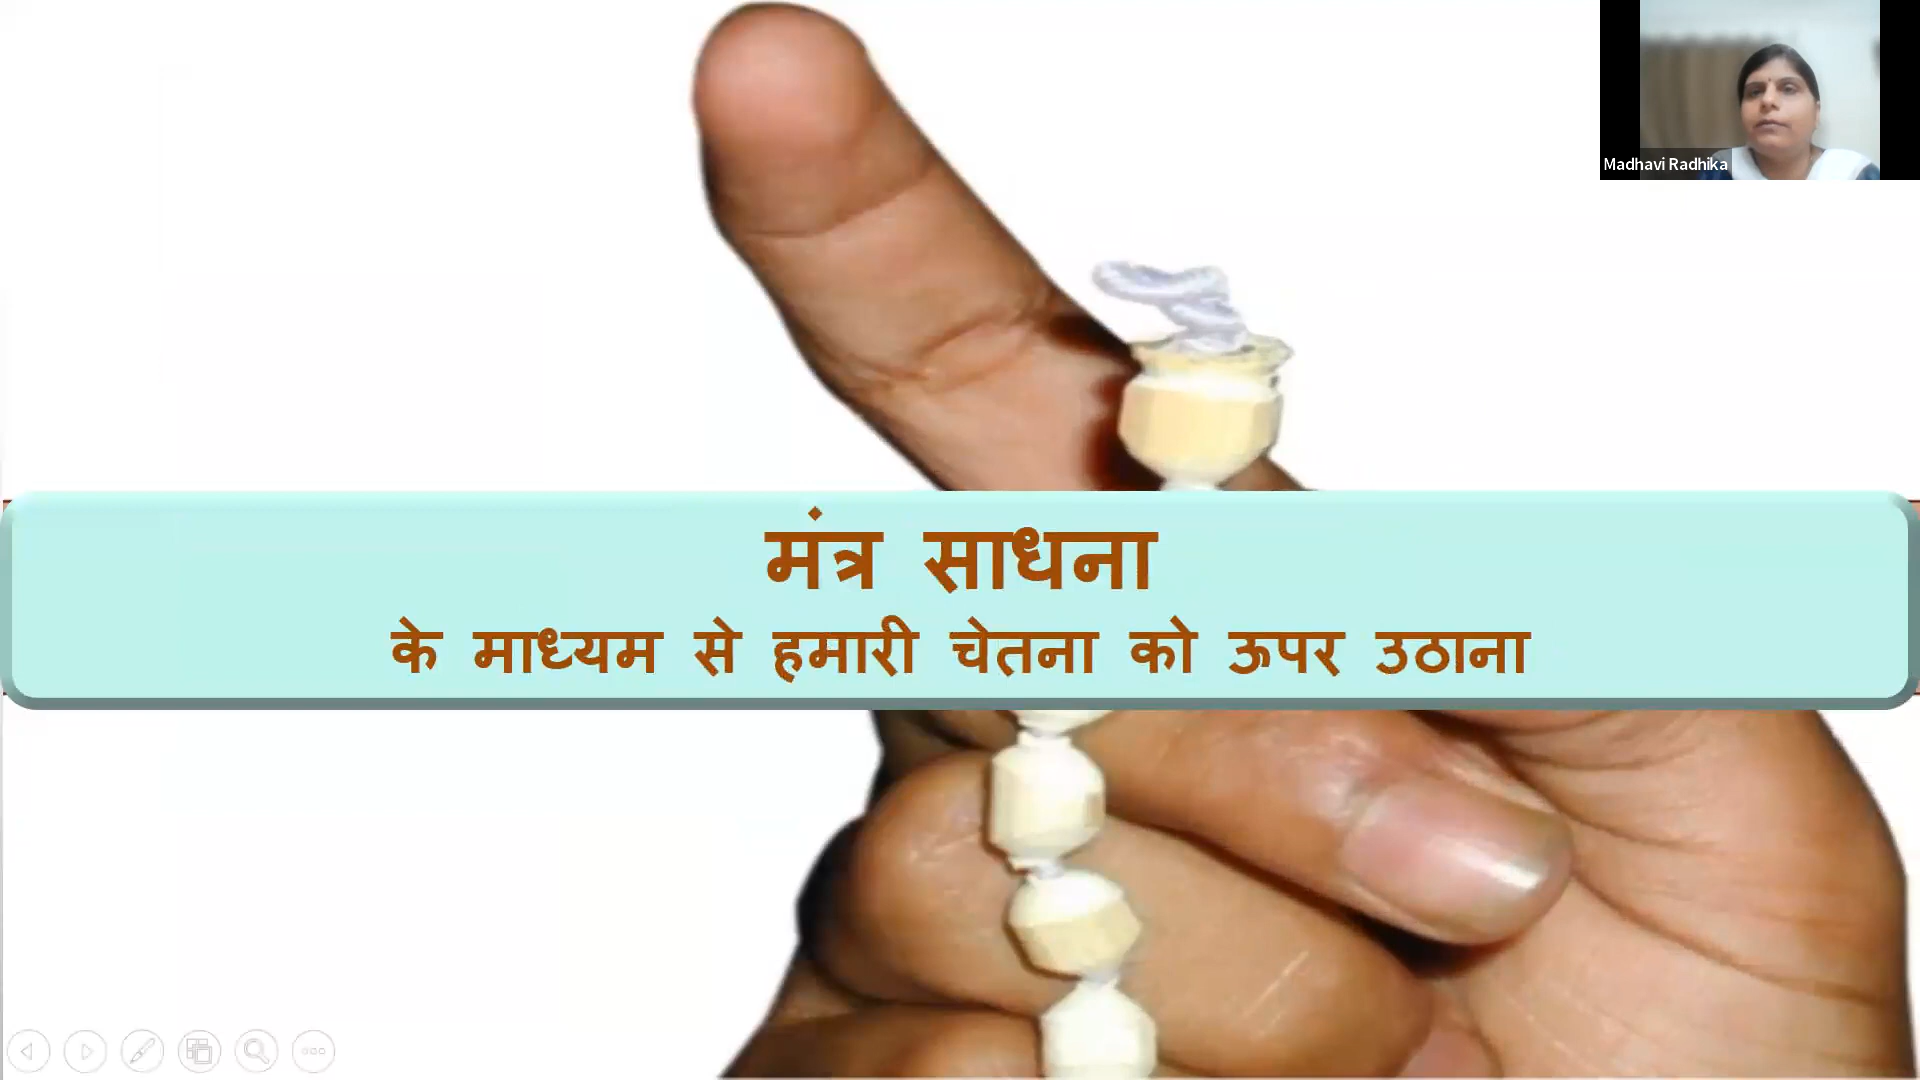 Madhavi Radhika
मंत्र साधना
के माध्यम से हमारी चेतना को ऊपर उठाना